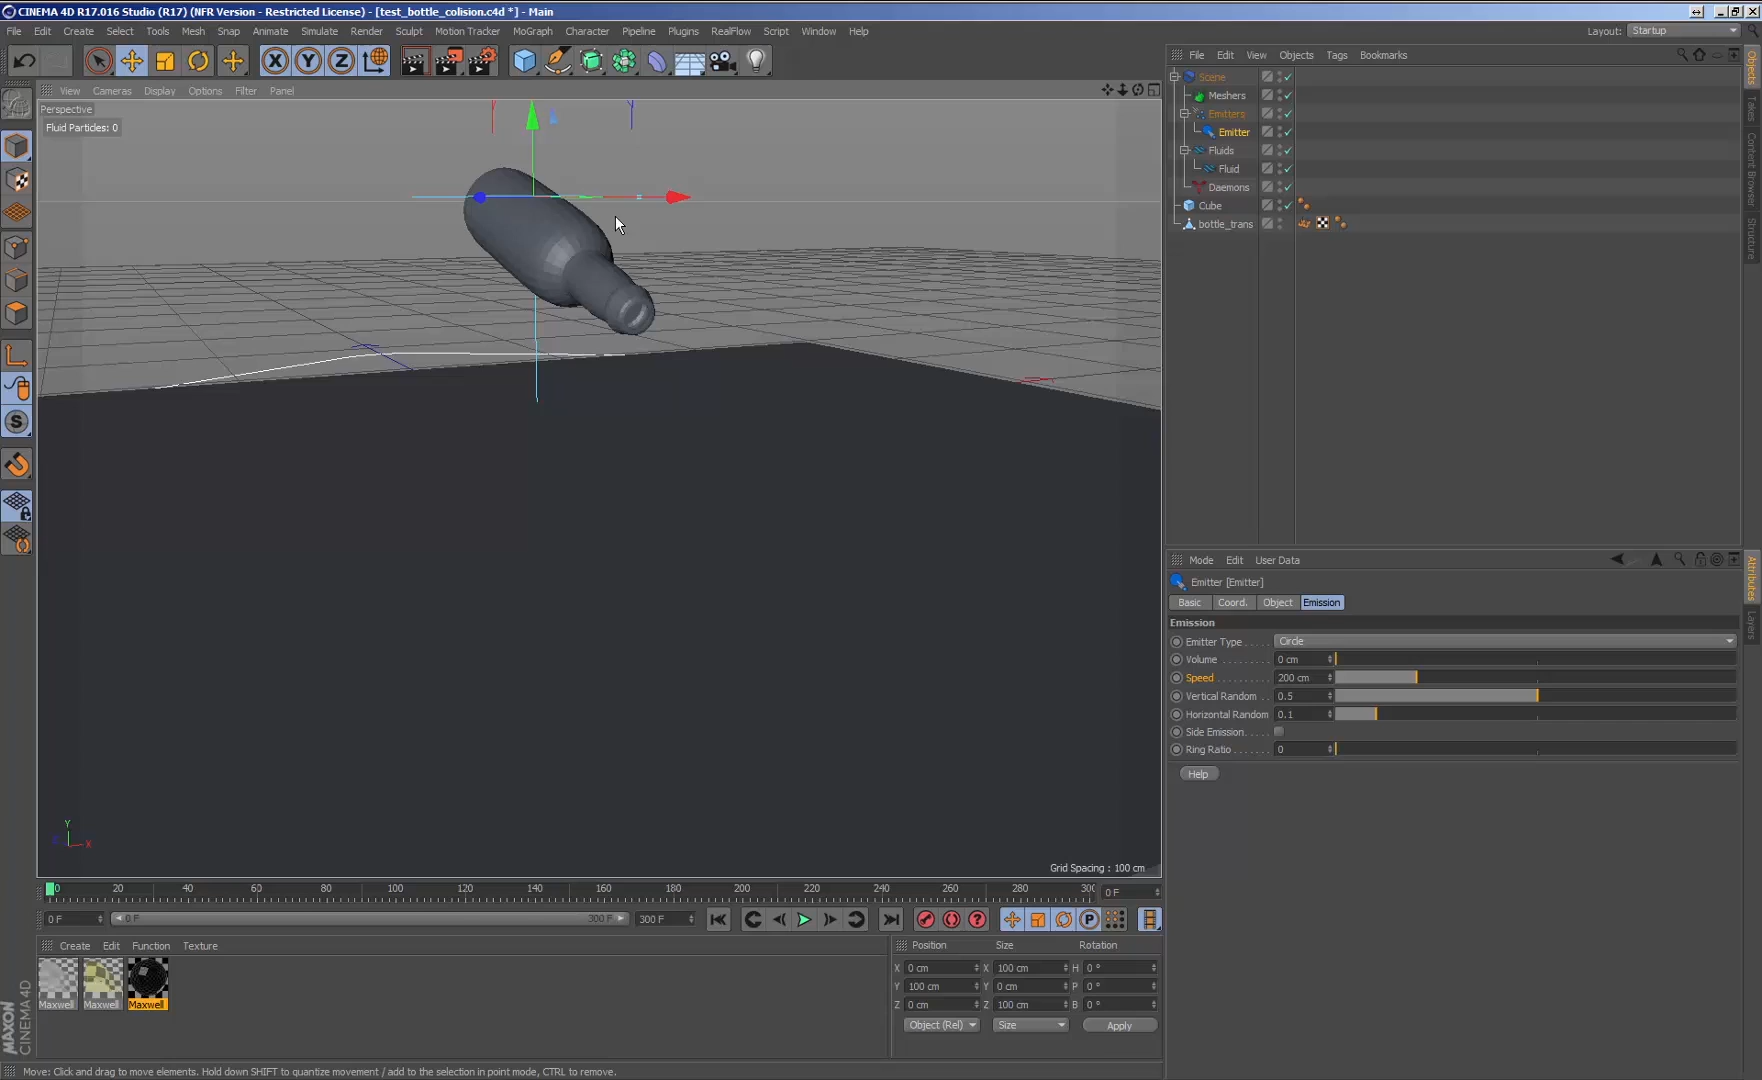 CINEMA 4D R17.016 Studio (R17) (NFR Version - Restricted License) - [test_bottle_colision.c4d *] - Main
File Edit Create Select Tools Mesh Snap Animate Simulate Render Sculpt Motion Tracker MoGraph Character Pipeline Plugins RealFlow Script Window Help
Layout: Startup
X Y Z
File Edit View Objects Tags Bookmarks
View Cameras Display Options Filter Panel
Perspective
Fluid Particles: 0
Scene
Meshers
Emitters
Emitter
Fluids
Fluid
Daemons
Cube
bottle_trans
Objects
Takes
Content Browser
Structure
Mode Edit User Data
Emitter [Emitter]
Basic Coord. Object Emission
Emission
Emitter Type Circle
Volume 0 cm
Speed 200 cm
Vertical Random 0.5
Horizontal Random 0.1
Side Emission
Ring Ratio 0
Help
Attributes
Layers
Y
X
Grid Spacing : 100 cm
0 20 40 60 80 100 120 140 160 180 200 220 240 260 280 300 0 F
0 F 0 F 300 F 300 F
Create Edit Function Texture
Maxwell Maxwell Maxwell
Position Size Rotation
X 0 cm X 100 cm H 0 °
Y 100 cm Y 0 cm P 0 °
Z 0 cm Z 100 cm B 0 °
Object (Rel) Size Apply
MAXON
CINEMA 4D
Move: Click and drag to move elements. Hold down SHIFT to quantize movement / add to the selection in point mode, CTRL to remove.